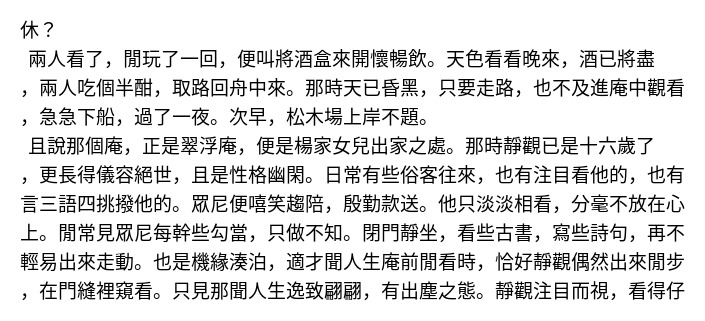 休？
兩人看了，閒玩了一回，便叫將酒盒來開懷暢飲。天色看看晚來，酒已將盡
，兩人吃個半酣，取路回舟中來。那時天已昏黑，只要走路，也不及進庵中觀看
，急急下船，過了一夜。次早，松木場上岸不題。
且說那個庵，正是翠浮庵，便是楊家女兒出家之處。那時靜觀已是十六歲了
，更長得儀容絕世，且是性格幽閑。日常有些俗客往來，也有注目看他的，也有
言三語四挑撥他的。眾尼便嘻笑趨陪，殷勤款送。他只淡淡相看，分毫不放在心
上。閒常見眾尼每幹些勾當，只做不知。閉門靜坐，看些古書，寫些詩句，再不
輕易出來走動。也是機緣湊泊，適才聞人生庵前閒看時，恰好靜觀偶然出來閒步
，在門縫裡窺看。只見那聞人生逸致翩翩，有出塵之態。靜觀注目而視，看得仔